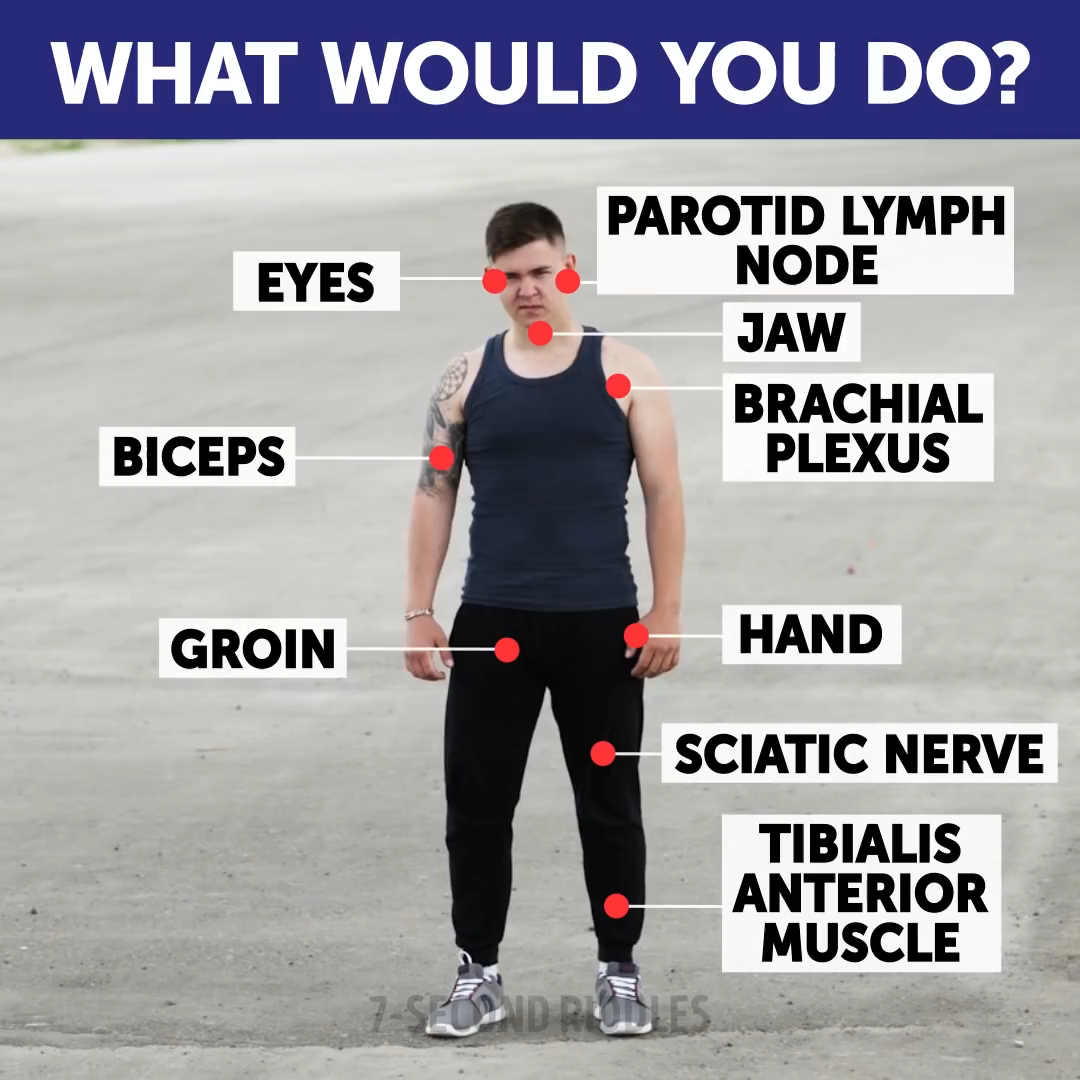 WHAT WOULD YOU DO?
PAROTID LYMPH
NODE
EYES
JAW
BRACHIAL
PLEXUS
BICEPS
HAND
GROIN
SCIATIC NERVE
TIBIALIS
ANTERIOR
MUSCLE
7-SECOND RIDDLES